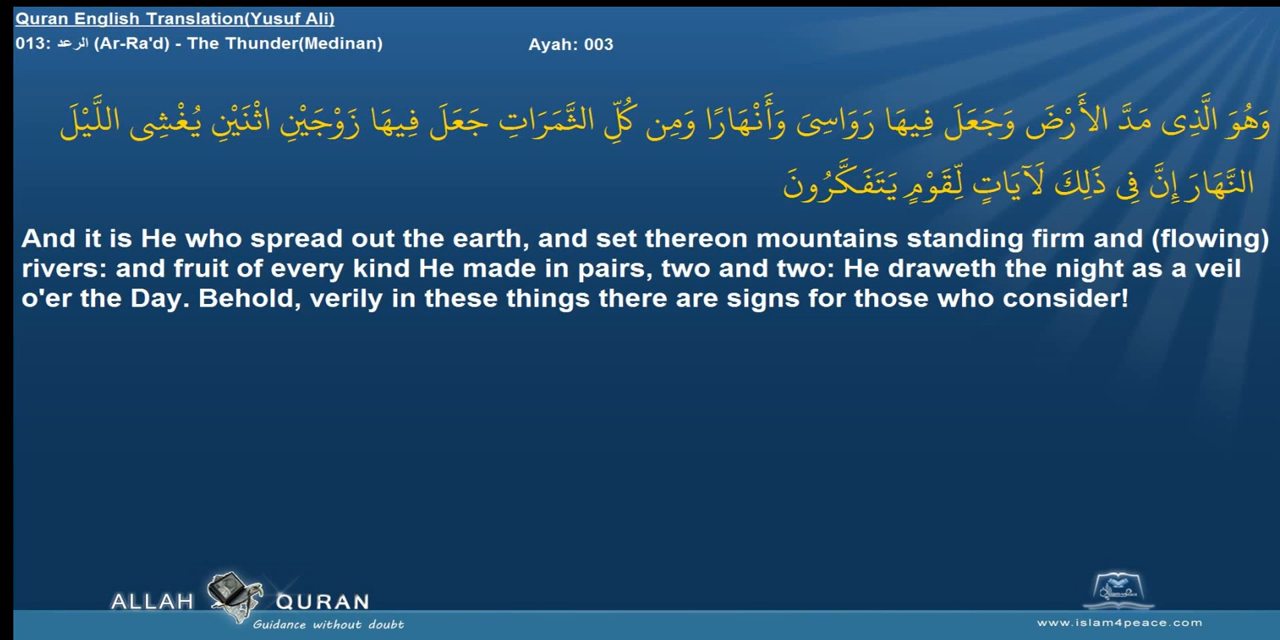 Quran English Translation(Yusuf Ali)
013: الرعد (Ar-Ra'd) - The Thunder(Medinan)
Ayah: 003
وَهُوَ الَّذِى مَدَّ الأَرْضَ وَجَعَلَ فِيهَا رَوَاسِىَ وَأَنْهَارًا وَمِن كُلِّ الثَّمَرَاتِ جَعَلَ فِيهَا زَوْجَيْنِ اثْنَيْنِ يُغْشِى اللَّيْلَ
النَّهَارَ إِنَّ فِى ذَلِكَ لَآيَاتٍ لِّقَوْمٍ يَتَفَكَّرُونَ
And it is He who spread out the earth, and set thereon mountains standing firm and (flowing)
rivers: and fruit of every kind He made in pairs, two and two: He draweth the night as a veil
o'er the Day. Behold, verily in these things there are signs for those who consider!
ALLAH QURAN
Guidance without doubt
www.islam4peace.com